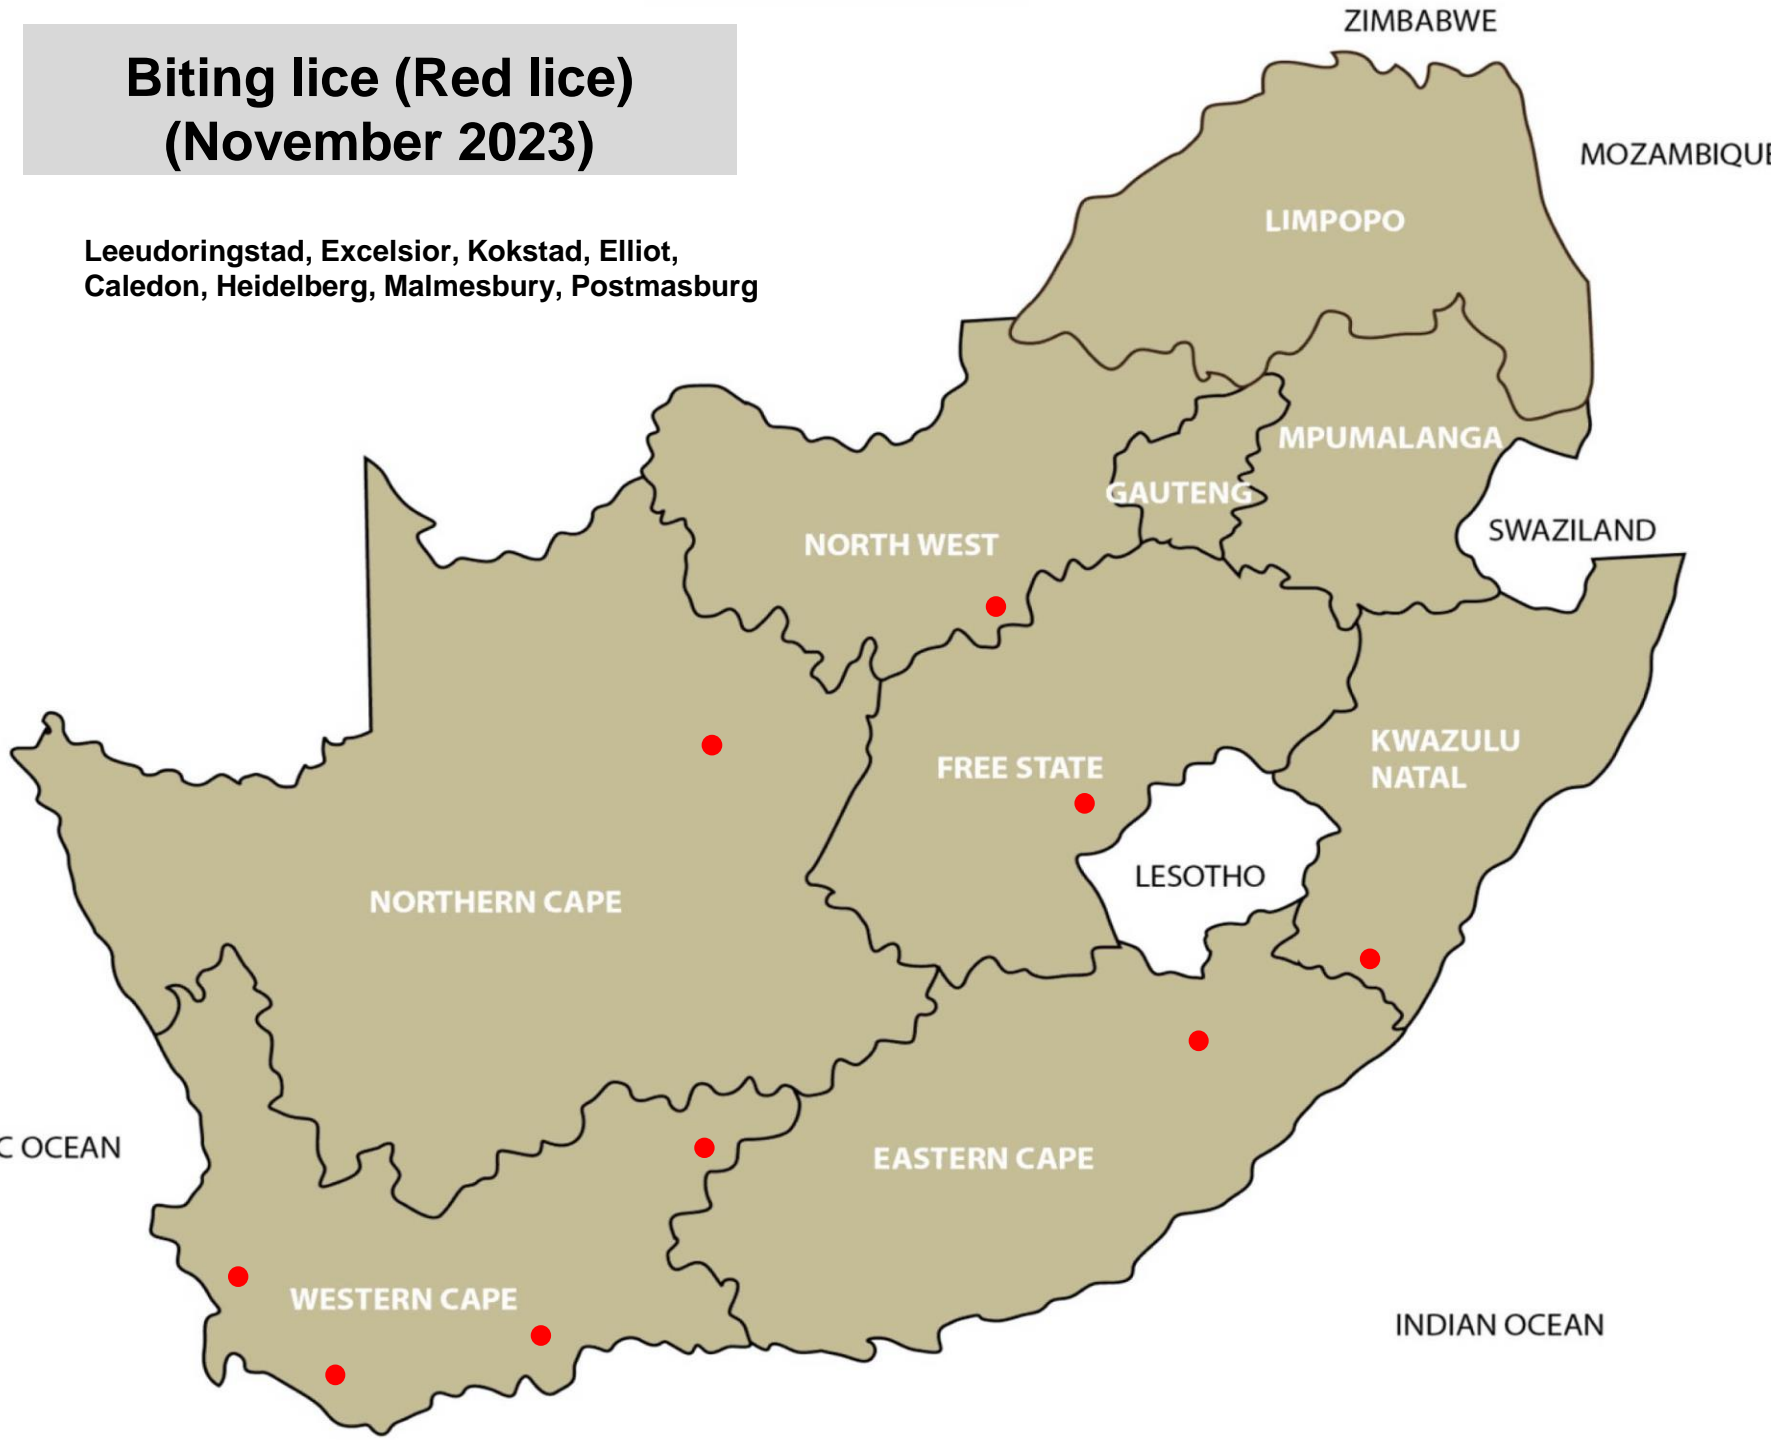 Biting lice (Red lice)
(November 2023)
Leeudoringstad, Excelsior, Kokstad, Elliot,
Caledon, Heidelberg, Malmesbury, Postmasburg
ZIMBABWE
MOZAMBIQUE
LIMPOPO
MPUMALANGA
GAUTENG
SWAZILAND
NORTH WEST
KWAZULU
NATAL
FREE STATE
LESOTHO
NORTHERN CAPE
C OCEAN
EASTERN CAPE
WESTERN CAPE
INDIAN OCEAN